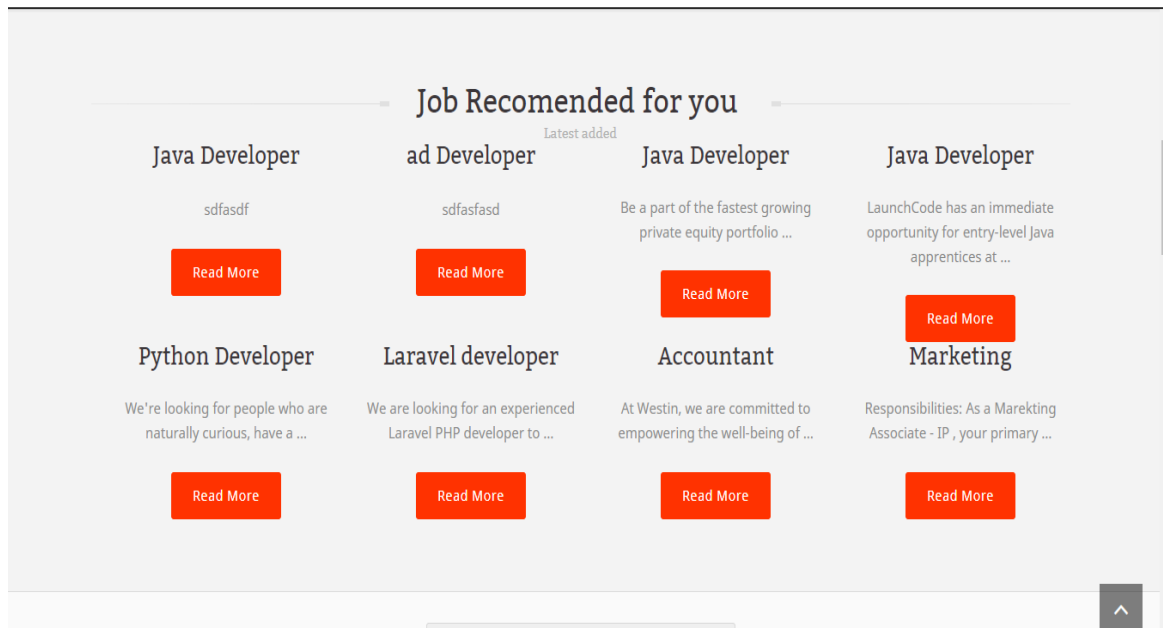 Job Recomended for you
Latest added
Java Developer
sdfasdf
Read More
ad Developer
sdfasfasd
Read More
Java Developer
Be a part of the fastest growing
private equity portfolio ...
Read More
Java Developer
LaunchCode has an immediate
opportunity for entry-level Java
apprentices at ...
Read More
Python Developer
We're looking for people who are
naturally curious, have a ...
Read More
Laravel developer
We are looking for an experienced
Laravel PHP developer to ...
Read More
Accountant
At Westin, we are committed to
empowering the well-being of ...
Read More
Marketing
Responsibilities: As a Marekting
Associate - IP , your primary ...
Read More